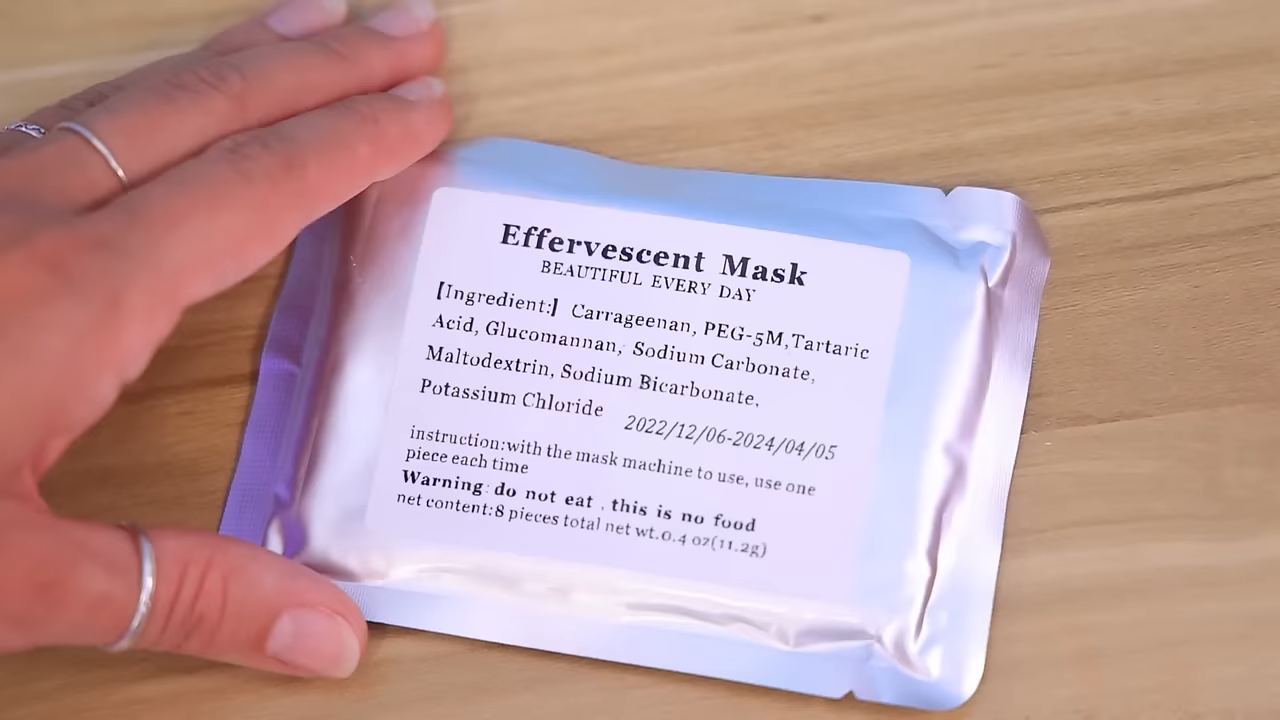 Effervescent Mask
BEAUTIFUL EVERY DAY
【Ingredient:】 Carrageenan, PEG-5M,Tartaric
Acid, Glucomannan, Sodium Carbonate,
Maltodextrin, Sodium Bicarbonate,
Potassium Chloride 2022/12/06-2024/04/05
instruction:with the mask machine to use, use one
piece each time
Warning: do not eat , this is no food
net content:8 pieces total net wt.0.4 oz(11.2g)